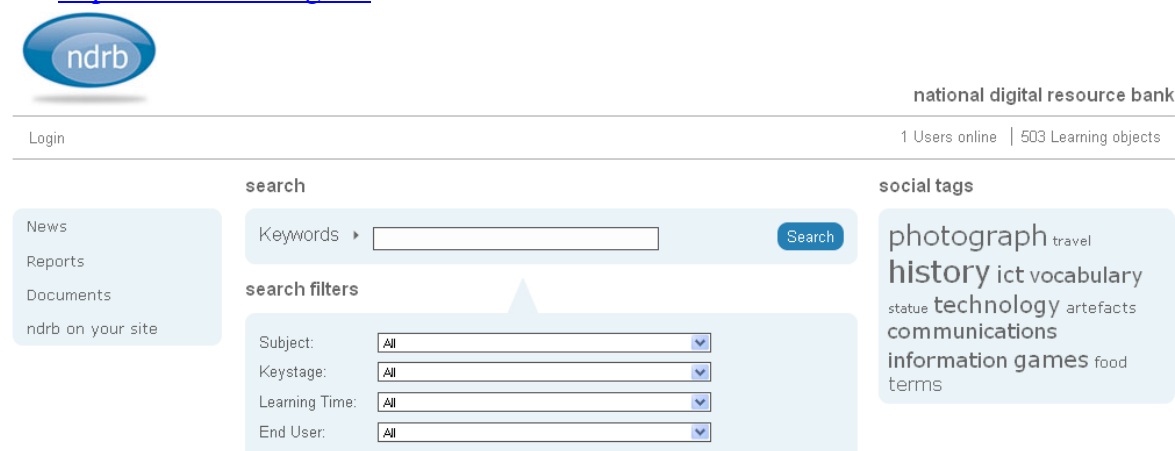 ndrb
national digital resource bank
Login
1 Users online | 503 Learning objects
News
Reports
Documents
ndrb on your site
search
Keywords
Search
search filters
Subject: All
Keystage: All
Learning Time: All
End User: All
social tags
photograph travel
history ict vocabulary
statue technology artefacts
communications
information games food
terms